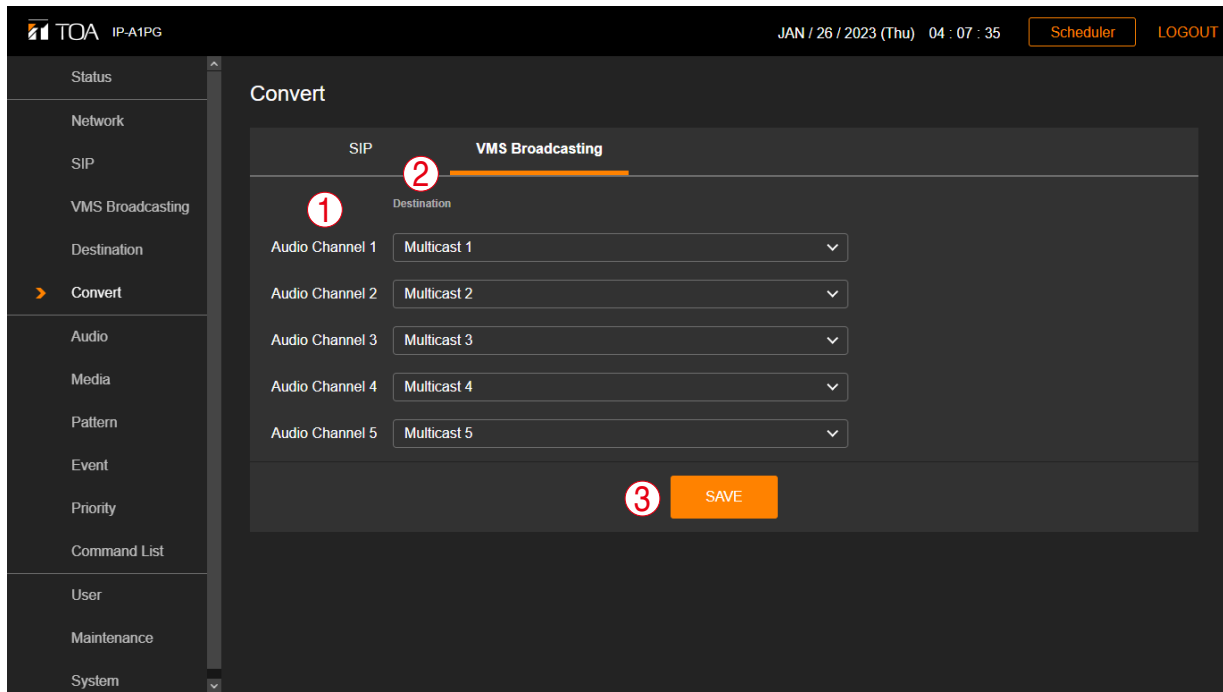 TOA IP-A1PG JAN / 26 / 2023 (Thu) 04 : 07 : 35 Scheduler LOGOUT
Status
Network
SIP
VMS Broadcasting
Destination
Convert
Audio
Media
Pattern
Event
Priority
Command List
User
Maintenance
System
Convert
SIP VMS Broadcasting
2
1 Destination
Audio Channel 1 Multicast 1
Audio Channel 2 Multicast 2
Audio Channel 3 Multicast 3
Audio Channel 4 Multicast 4
Audio Channel 5 Multicast 5
3 SAVE